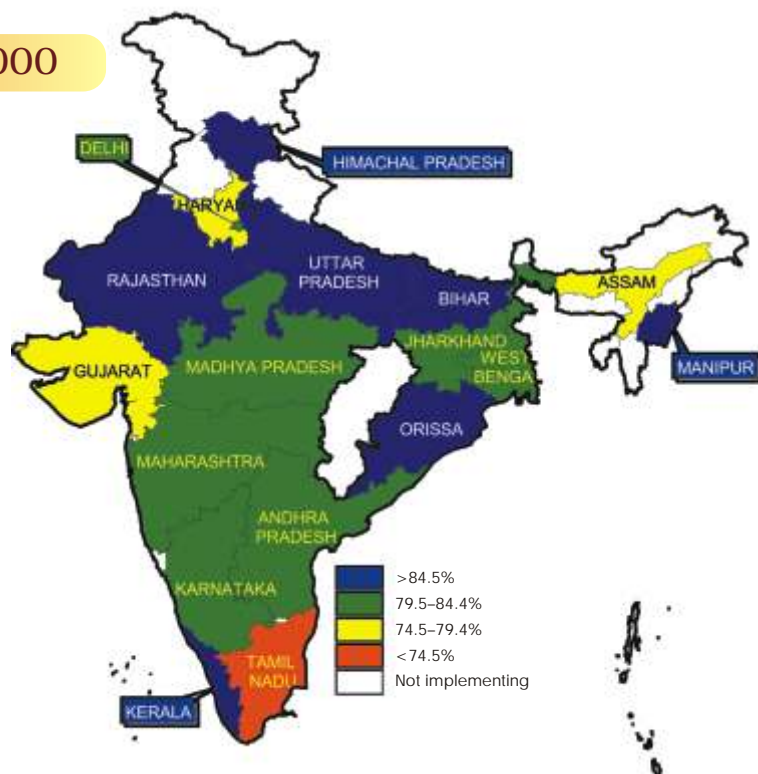 000
DELHI
HIMACHAL PRADESH
HARYAN
RAJASTHAN
UTTAR
PRADESH
BIHAR
ASSAM
MANIPUR
GUJARAT
MADHYA PRADESH
JHARKHAND
WEST
BENGA
ORISSA
MAHARASHTRA
ANDHRA
PRADESH
KARNATAKA
TAMIL
NADU
KERALA
>84.5%
79.5–84.4%
74.5–79.4%
<74.5%
Not implementing